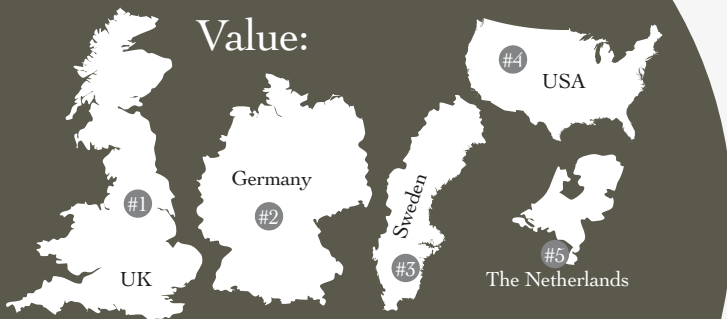 Value:
#1
UK
Germany
#2
Sweden
#3
#4
USA
#5
The Netherlands